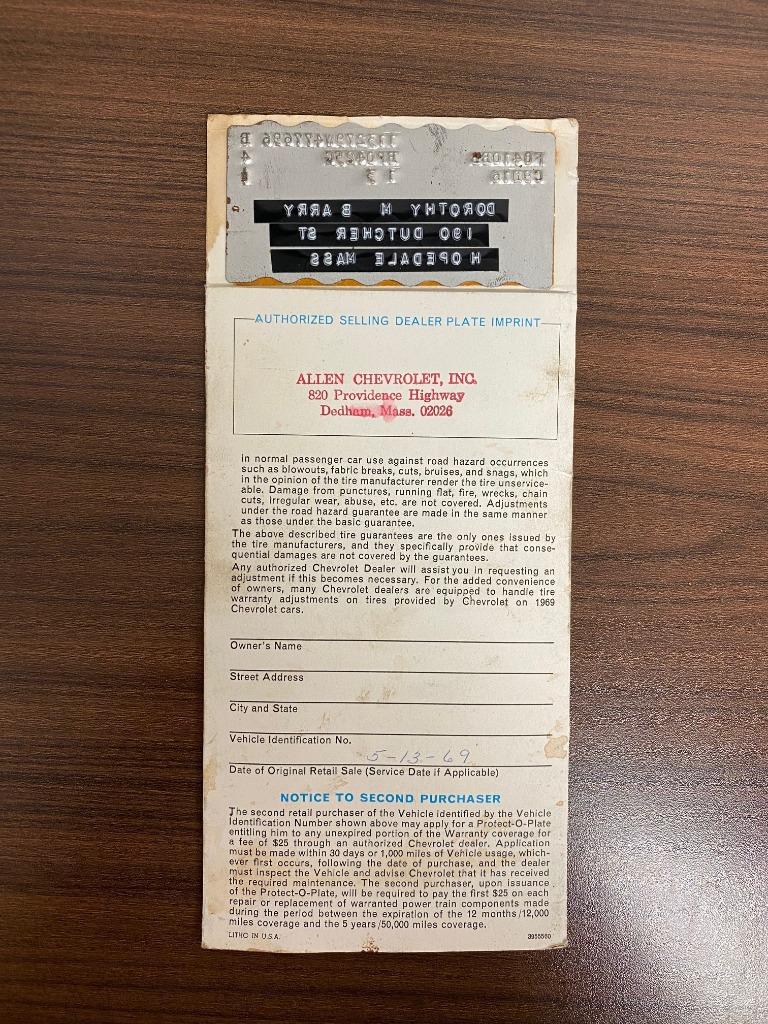 DOROTHY M BARRY
190 DUTCHER ST
HOPEDALE MASS
AUTHORIZED SELLING DEALER PLATE IMPRINT
ALLEN CHEVROLET, INC.
820 Providence Highway
Dedham, Mass. 02026
in normal passenger car use against road hazard occurrences
such as blowouts, fabric breaks, cuts, bruises, and snags, which
in the opinion of the tire manufacturer render the tire unservice-
able. Damage from punctures, running flat, fire, wrecks, chain
cuts, irregular wear, abuse, etc. are not covered. Adjustments
under the road hazard guarantee are made in the same manner
as those under the basic guarantee.
The above described tire guarantees are the only ones issued by
the tire manufacturers, and they specifically provide that conse-
quential damages are not covered by the guarantees.
Any authorized Chevrolet Dealer will assist you in requesting an
adjustment if this becomes necessary. For the added convenience
of owners, many Chevrolet dealers are equipped to handle tire
warranty adjustments on tires provided by Chevrolet on 1969
Chevrolet cars.
Owner's Name
Street Address
City and State
Vehicle Identification No.
5-13-69
Date of Original Retail Sale (Service Date if Applicable)
NOTICE TO SECOND PURCHASER
The second retail purchaser of the Vehicle identified by the Vehicle
Identification Number shown above may apply for a Protect-O-Plate
entitling him to any unexpired portion of the Warranty coverage for
a fee of $25 through an authorized Chevrolet dealer. Application
must be made within 30 days or 1,000 miles of Vehicle usage, which-
ever first occurs, following the date of purchase, and the dealer
must inspect the Vehicle and advise Chevrolet that it has received
the required maintenance. The second purchaser, upon issuance
of the Protect-O-Plate, will be required to pay the first $25 on each
repair or replacement of warranted power train components made
during the period between the expiration of the 12 months/12,000
miles coverage and the 5 years/50,000 miles coverage.
LITHO IN U.S.A.
3955560